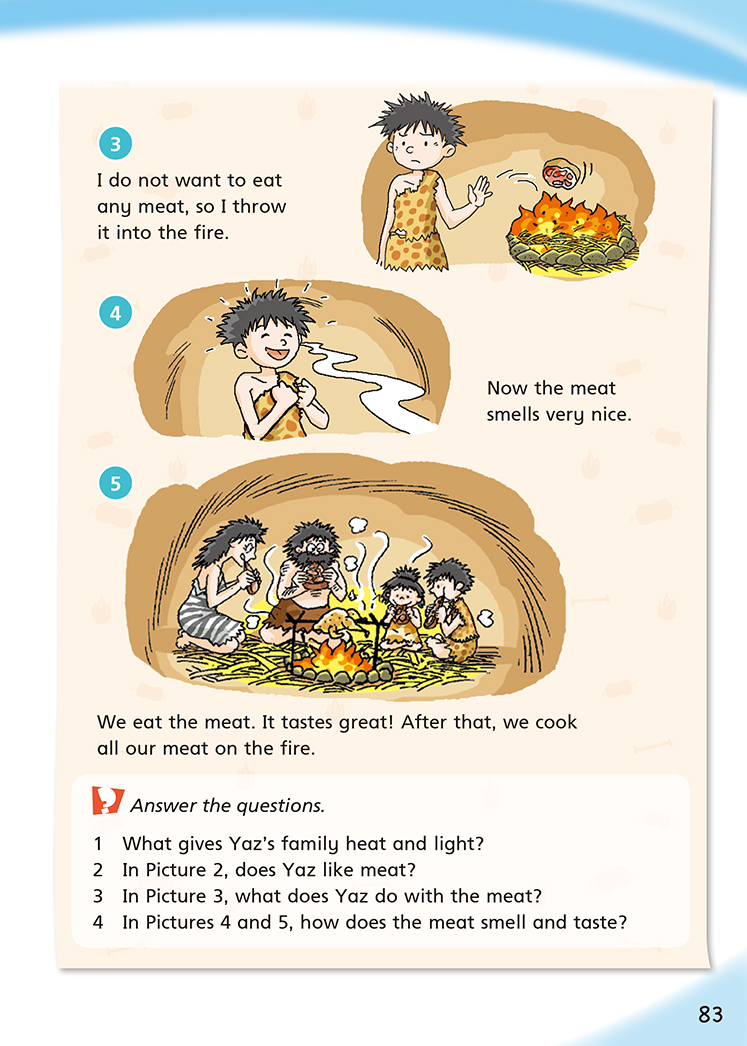 3
I do not want to eat
any meat, so I throw
it into the fire.
4
Now the meat
smells very nice.
5
We eat the meat. It tastes great! After that, we cook
all our meat on the fire.
Answer the questions.
1 What gives Yaz’s family heat and light?
2 In Picture 2, does Yaz like meat?
3 In Picture 3, what does Yaz do with the meat?
4 In Pictures 4 and 5, how does the meat smell and taste?
83